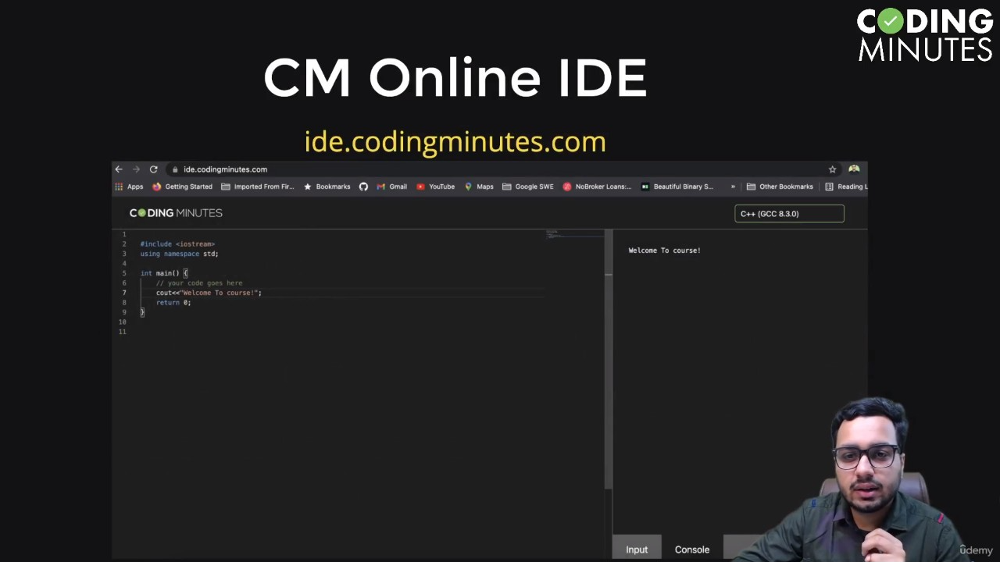 CODING
MINUTES
CM Online IDE
ide.codingminutes.com
ide.codingminutes.com
Apps Getting Started Imported From Fir... Bookmarks Gmail YouTube Maps Google SWE NoBroker Loans:... Beautiful Binary S... » Other Bookmarks Reading L
CODING MINUTES
C++ (GCC 8.3.0)
1
2 #include <iostream>
3 using namespace std;
4
5 int main() {
6 // your code goes here
7 cout<<"Welcome To course!";
8 return 0;
9 }
10
11
Welcome To course!
Input Console
ûdemy